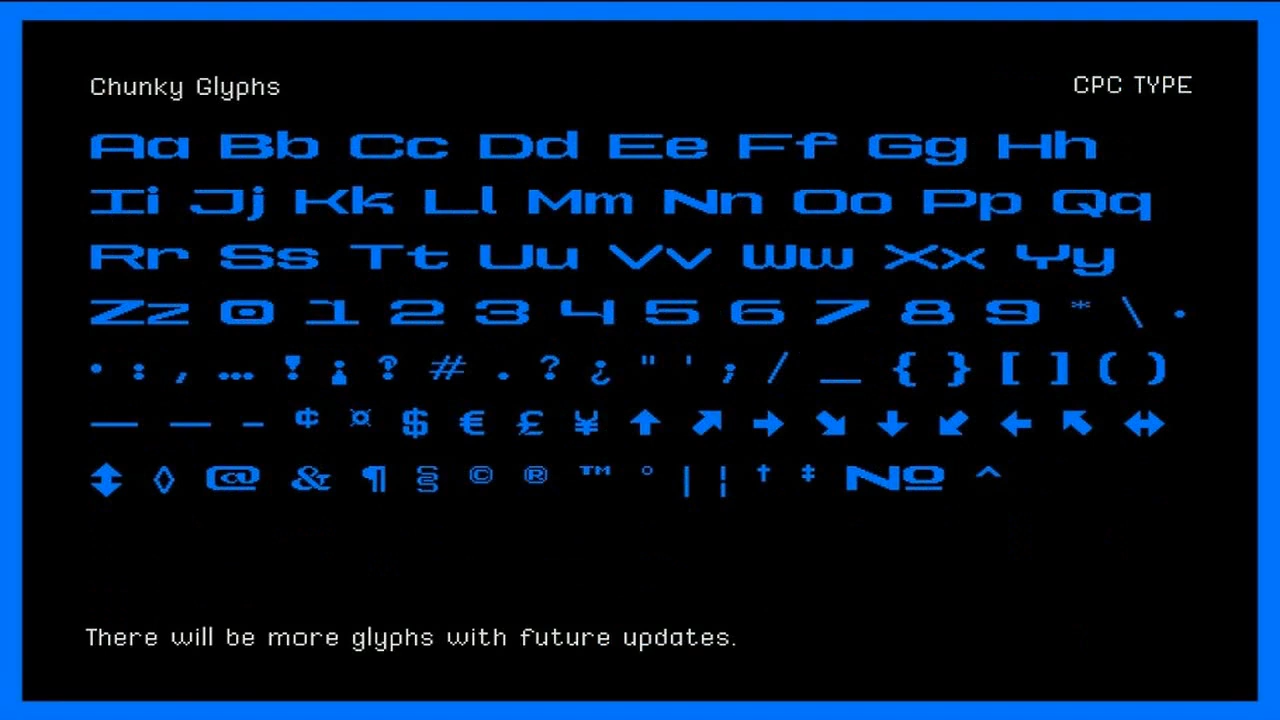 Chunky Glyphs
CPC TYPE
Aa Bb Cc Dd Ee Ff Gg Hh
Ii Jj Kk Ll Mm Nn Oo Pp Qq
Rr Ss Tt Uu Vv Ww Xx Yy
Zz 0 1 2 3 4 5 6 7 8 9 * \ ·
• : , … ! ¡ ‽ # . ? ¿ " ' ; / _ { } [ ] ( )
— – - ¢ ¤ $ € £ ¥ ↑ ↗ → ↘ ↓ ↙ ← ↖ ↔
↕ ◊ @ & ¶ § © ® ™ ° | ¦ † ‡ № ^
There will be more glyphs with future updates.